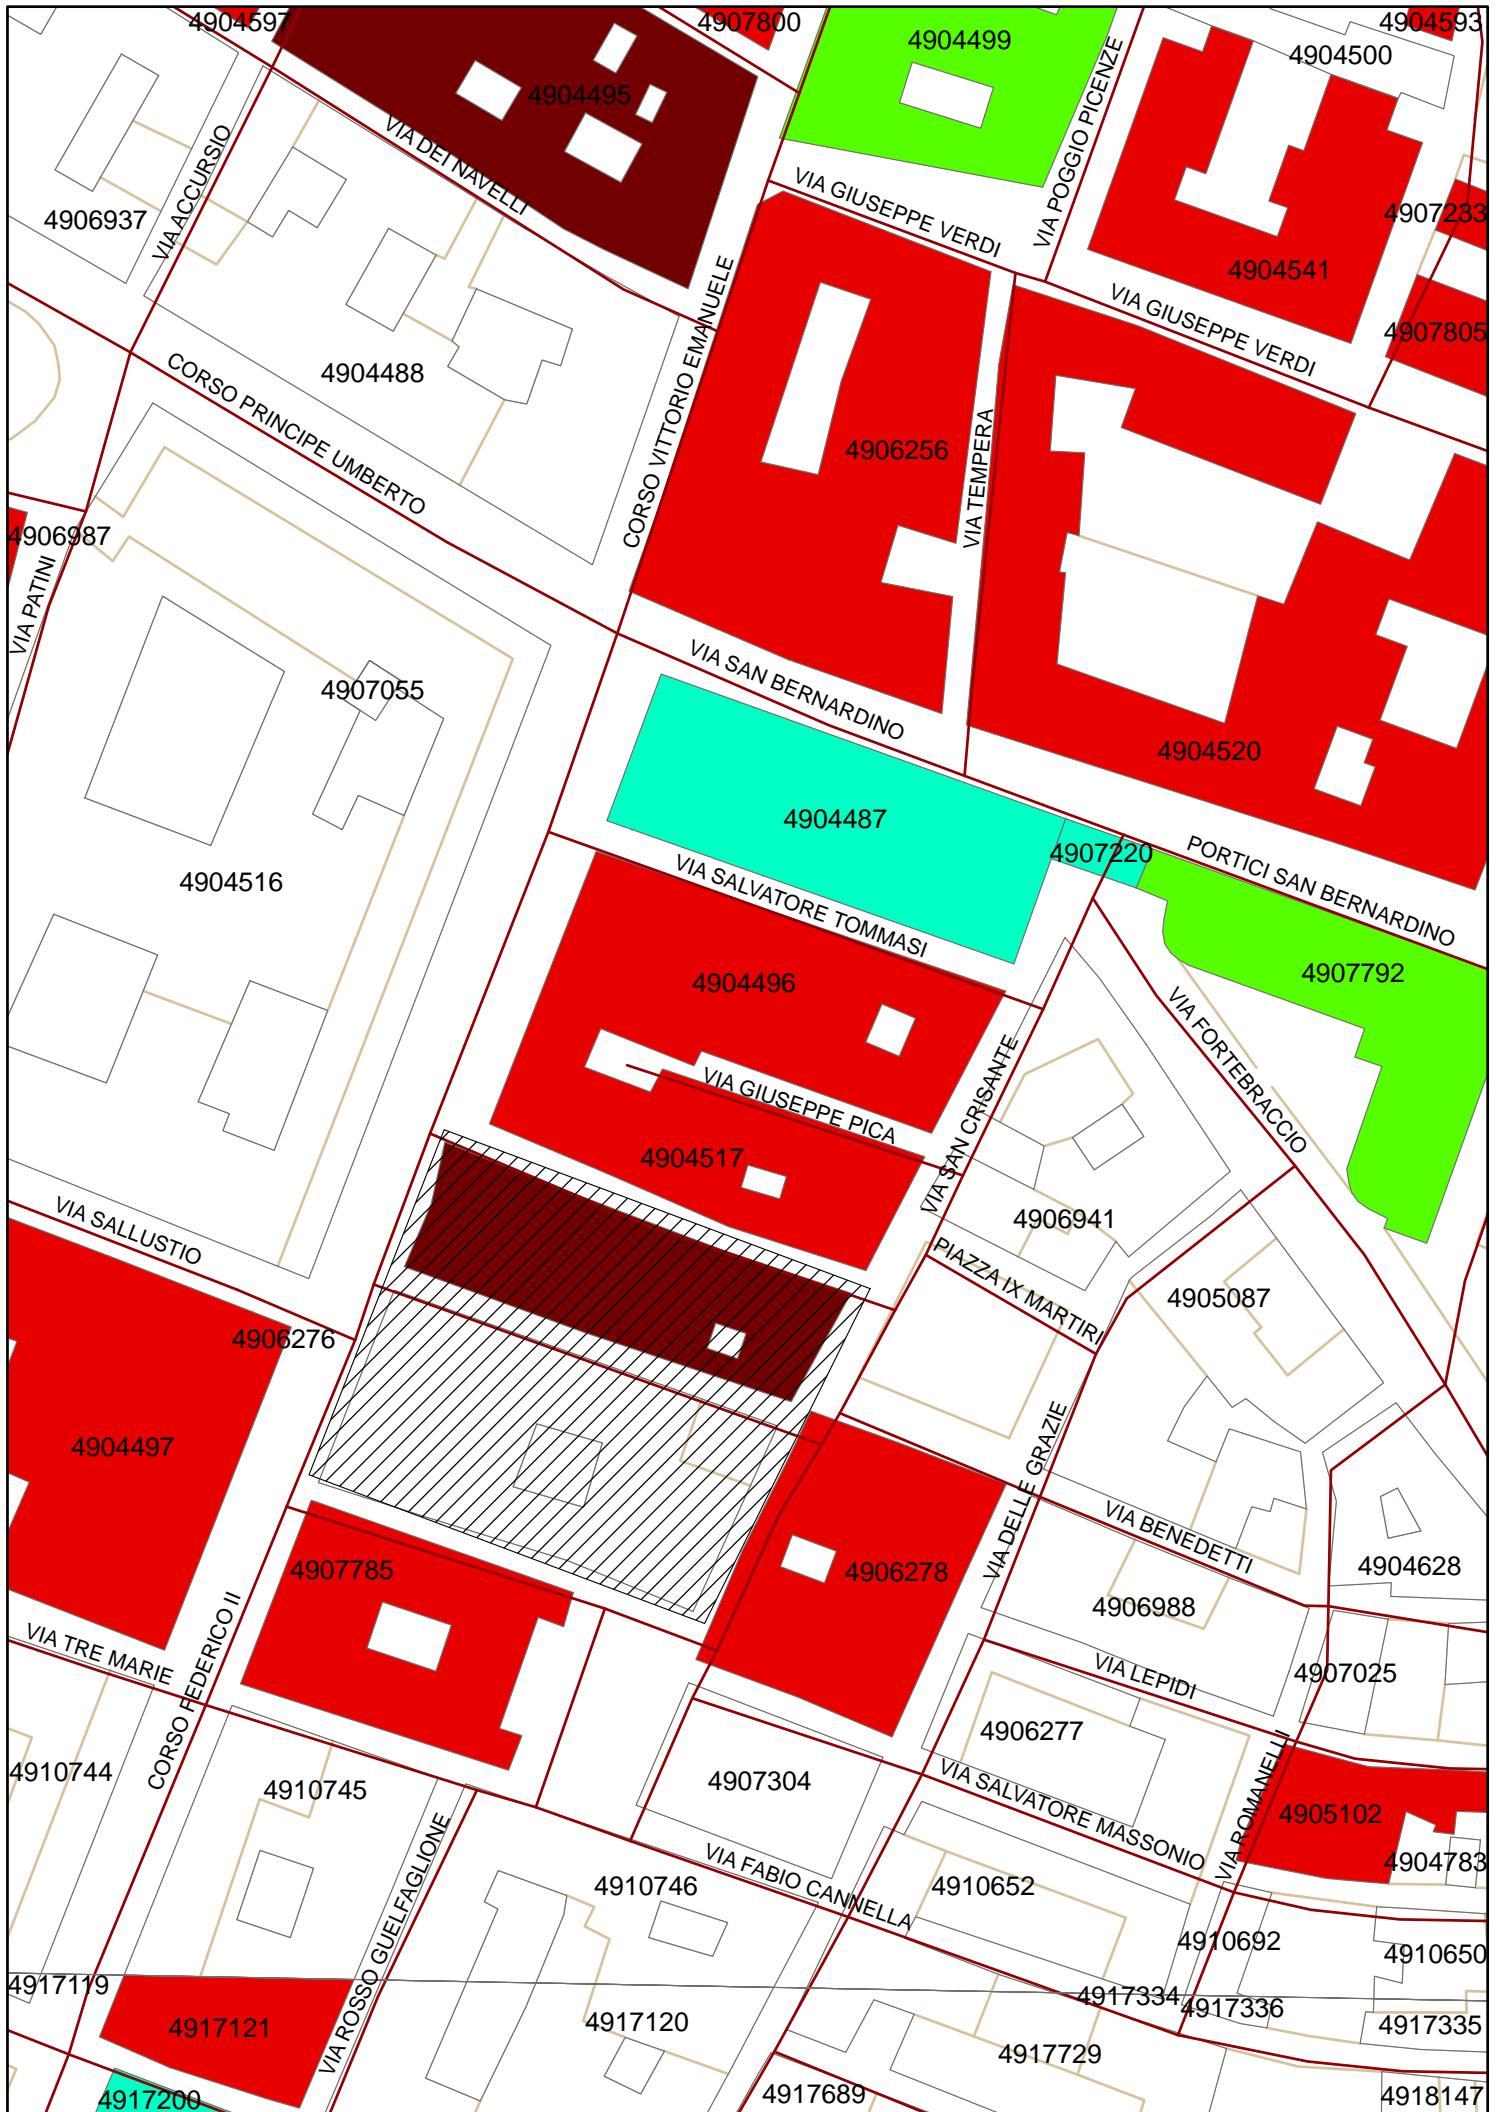 4904597
4907800
4904499
4904593
4904500
4904495
VIA POGGIO PICENZE
VIA DEI NAVELLI
VIA ACCURSIO
VIA GIUSEPPE VERDI
4906937
4907233
4904541
VIA GIUSEPPE VERDI
4907805
CORSO VITTORIO EMANUELE
4904488
CORSO PRINCIPE UMBERTO
4906256
VIA TEMPERA
4906987
VIA PATINI
VIA SAN BERNARDINO
4907055
4904520
4904487
4907220
PORTICI SAN BERNARDINO
4904516
VIA SALVATORE TOMMASI
4904496
4907792
VIA FORTEBRACCIO
VIA GIUSEPPE PICA
VIA SAN CRISANTE
4904517
4906941
VIA SALLUSTIO
PIAZZA IX MARTIRI
4905087
4906276
4904497
VIA DELLE GRAZIE
VIA BENEDETTI
4904628
4907785
4906278
4906988
CORSO FEDERICO II
VIA TRE MARIE
VIA LEPIDI
4907025
4906277
4910744
4910745
4907304
VIA SALVATORE MASSONIO
VIA ROMANELLI
4905102
4904783
VIA ROSSO GUELFAGLIONE
VIA FABIO CANNELLA
4910746
4910652
4910692
4910650
4917119
4917334
4917336
4917121
4917120
4917335
4917729
4917200
4917689
4918147